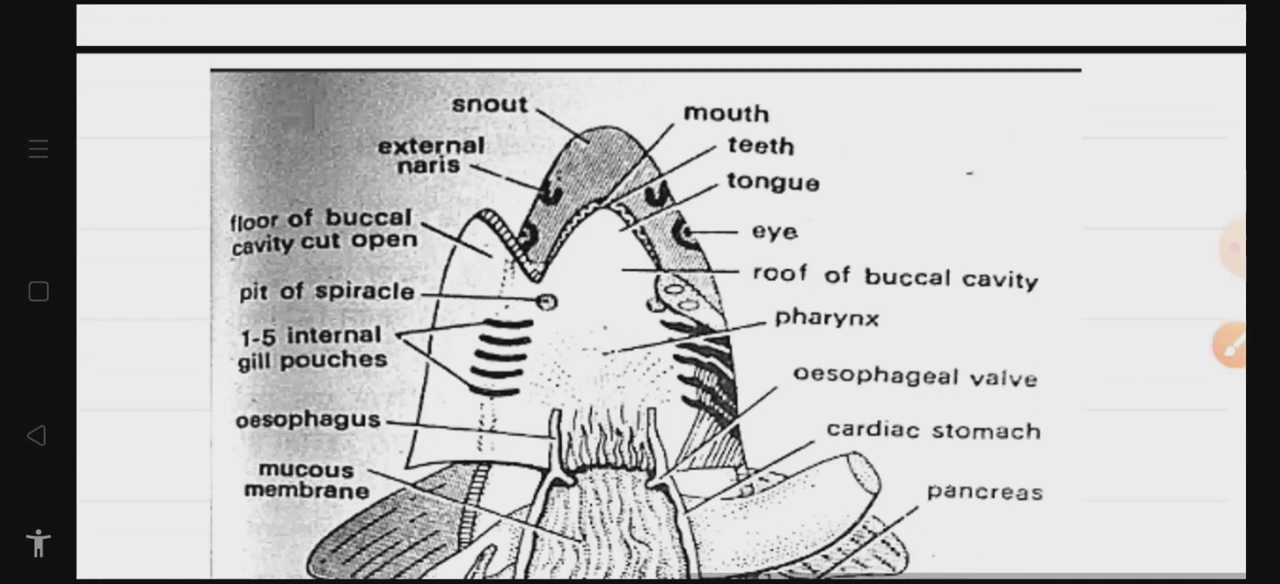 snout
mouth
external
naris
teeth
tongue
floor of buccal
cavity cut open
eye
roof of buccal cavity
pit of spiracle
pharynx
1-5 internal
gill pouches
oesophageal valve
oesophagus
cardiac stomach
mucous
membrane
pancreas